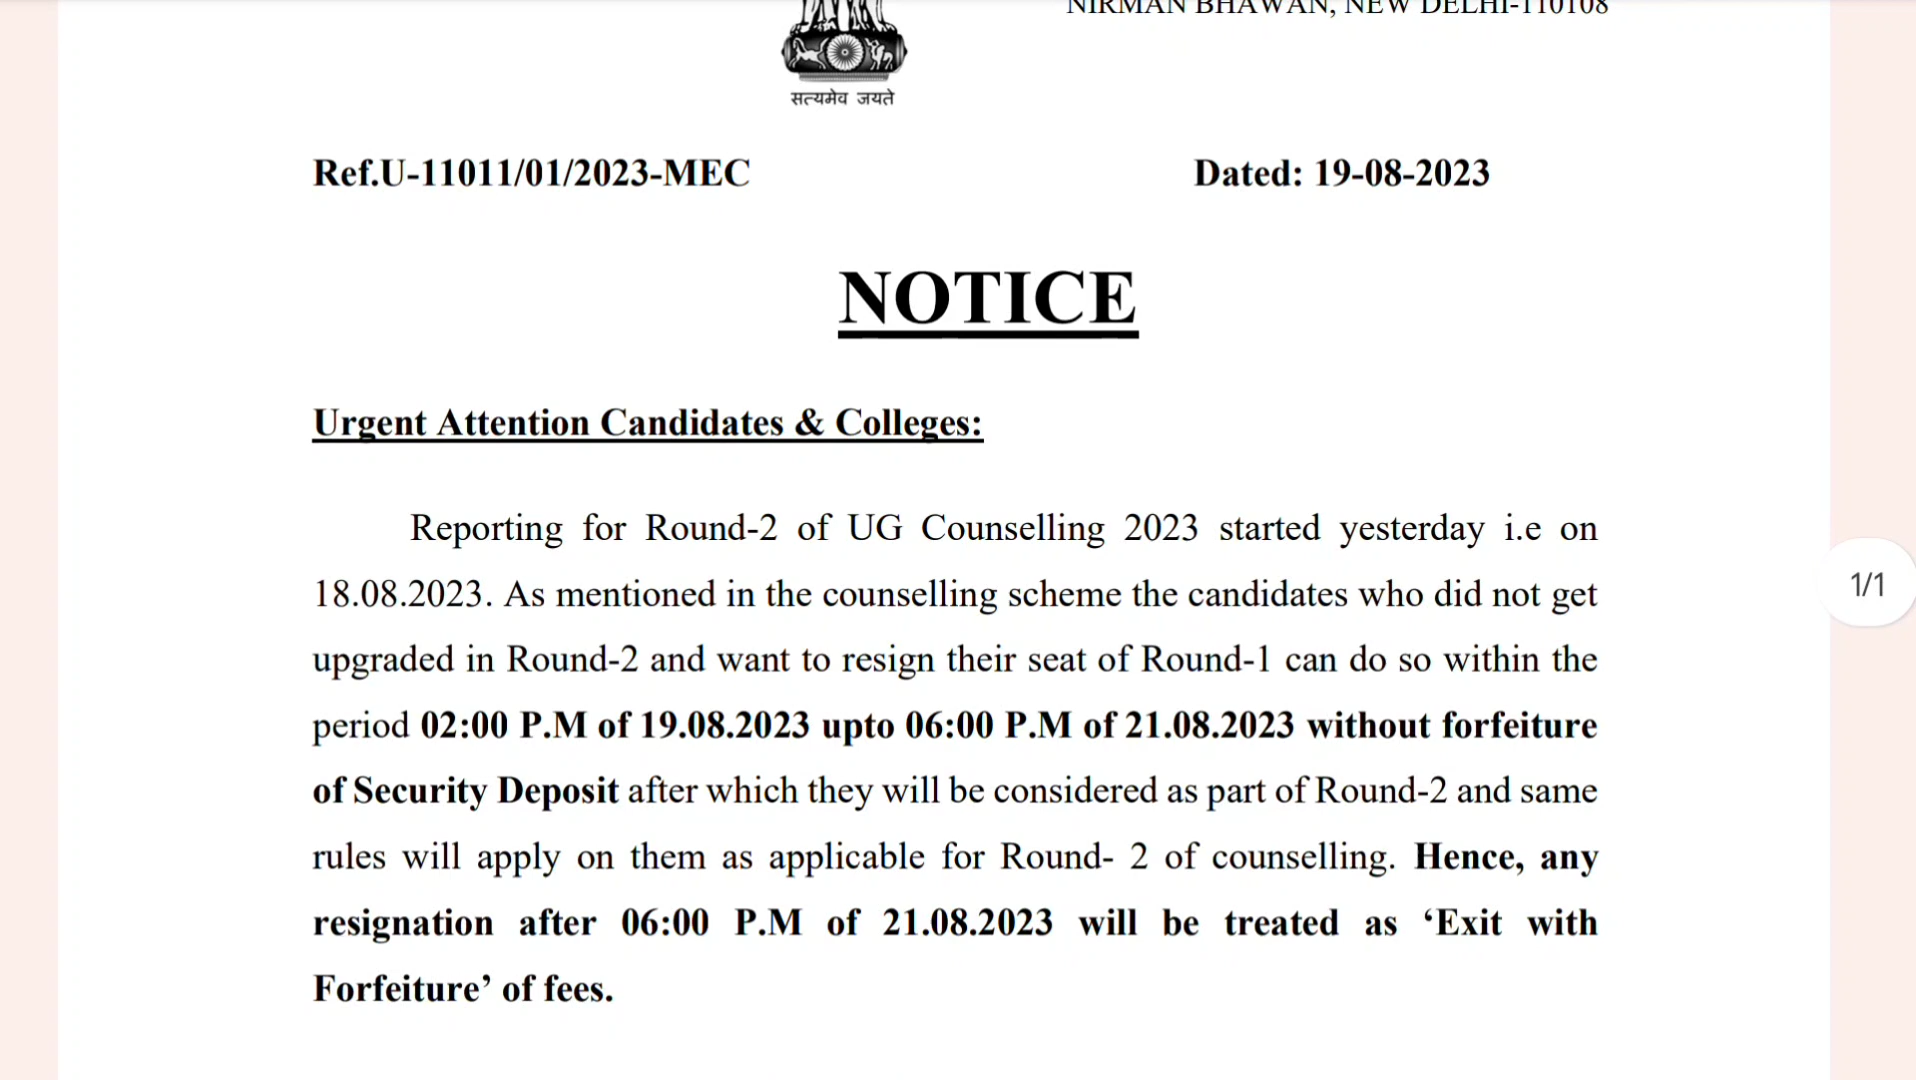 NIRMAN BHAWAN, NEW DELHI-110108
सत्यमेव जयते
Ref.U-11011/01/2023-MEC Dated: 19-08-2023
NOTICE
Urgent Attention Candidates & Colleges:
Reporting for Round-2 of UG Counselling 2023 started yesterday i.e on
18.08.2023. As mentioned in the counselling scheme the candidates who did not get
upgraded in Round-2 and want to resign their seat of Round-1 can do so within the
period 02:00 P.M of 19.08.2023 upto 06:00 P.M of 21.08.2023 without forfeiture
of Security Deposit after which they will be considered as part of Round-2 and same
rules will apply on them as applicable for Round- 2 of counselling. Hence, any
resignation after 06:00 P.M of 21.08.2023 will be treated as ‘Exit with
Forfeiture’ of fees.
1/1